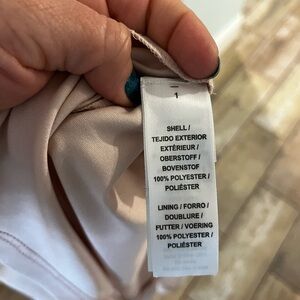 1
SHELL /
TEJIDO EXTERIOR
EXTÉRIEUR /
OBERSTOFF /
BOVENSTOF
100% POLYESTER /
POLIÉSTER
LINING / FORRO /
DOUBLURE /
FUTTER / VOERING
100% POLYESTER /
POLIÉSTER